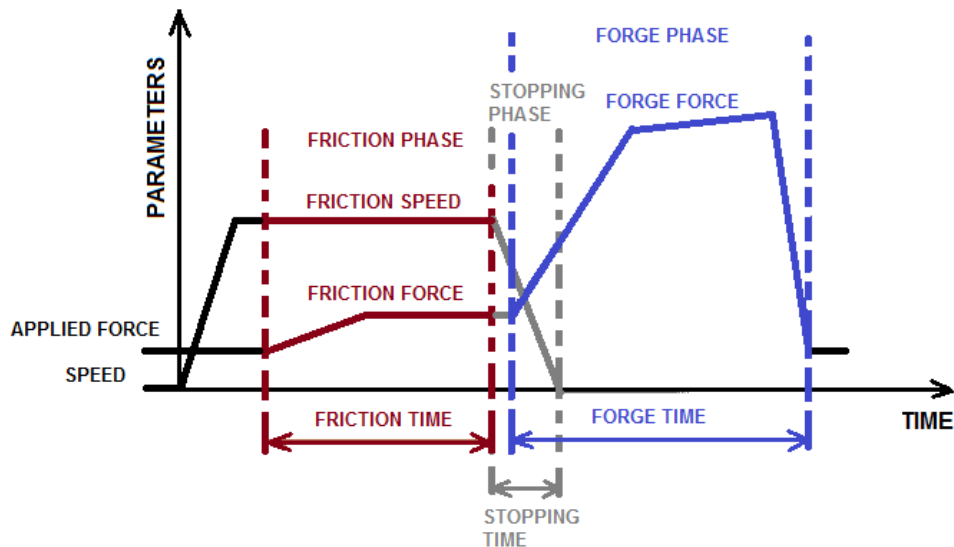 PARAMETERS
FORGE PHASE
STOPPING
PHASE
FORGE FORCE
FRICTION PHASE
FRICTION SPEED
FRICTION FORCE
APPLIED FORCE
SPEED
FRICTION TIME
FORGE TIME
TIME
STOPPING
TIME